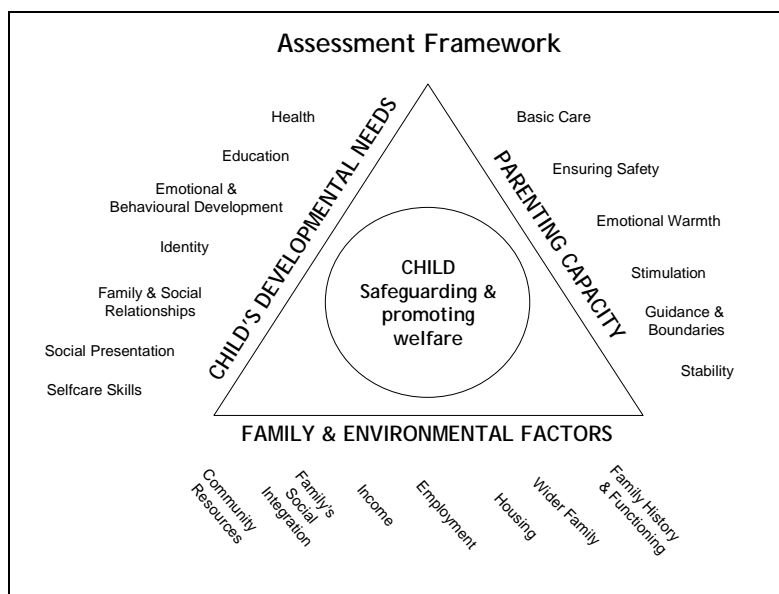 Assessment Framework
Health
Education
Emotional &
Behavioural Development
Identity
Family & Social
Relationships
Social Presentation
Selfcare Skills
CHILD'S DEVELOPMENTAL NEEDS
CHILD
Safeguarding &
promoting
welfare
PARENTING CAPACITY
Basic Care
Ensuring Safety
Emotional Warmth
Stimulation
Guidance &
Boundaries
Stability
FAMILY & ENVIRONMENTAL FACTORS
Community
Resources
Family's
Social
Integration
Income
Employment
Housing
Wider Family
Family History
& Functioning